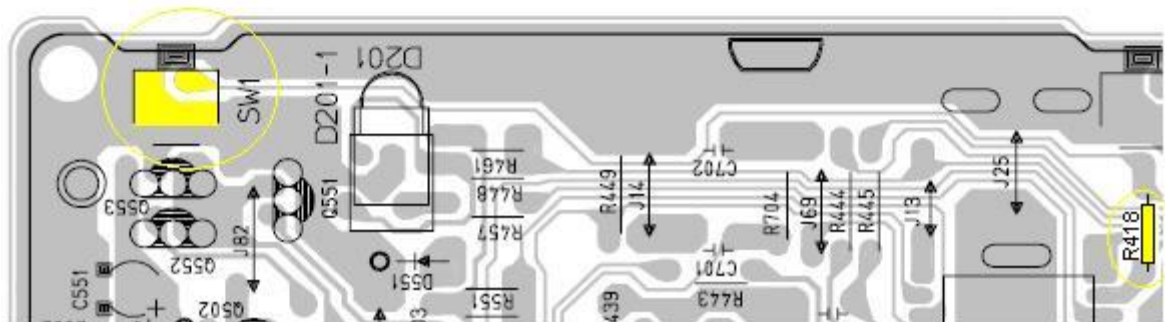 D201
SW1
D201-1
R461
R448
R457
R449
J14
C702
R704
J69
R444
R445
J13
J25
R418
Q553
Q551
J82
Q552
C551
Q502
D551
R551
C701
R443